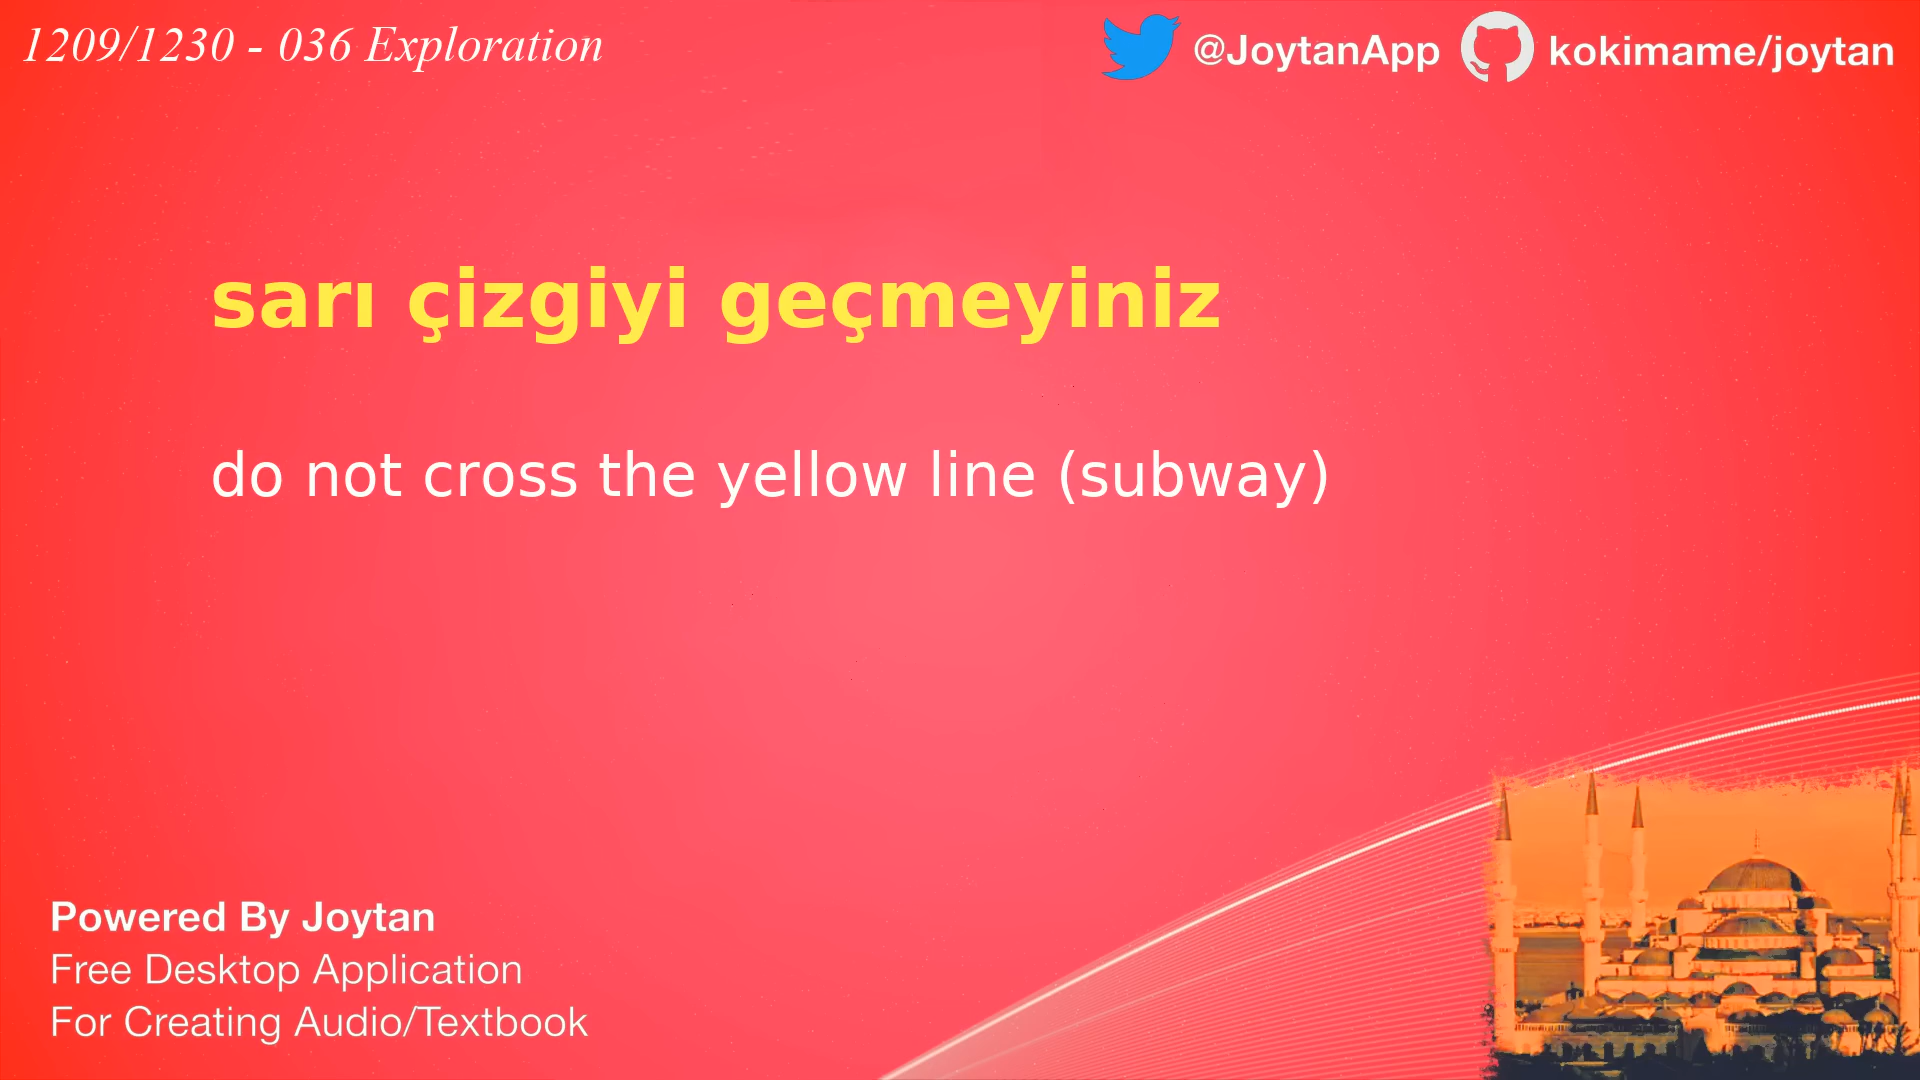 1209/1230 - 036 Exploration
@JoytanApp
kokimame/joytan
sarı çizgiyi geçmeyiniz
do not cross the yellow line (subway)
Powered By Joytan
Free Desktop Application
For Creating Audio/Textbook